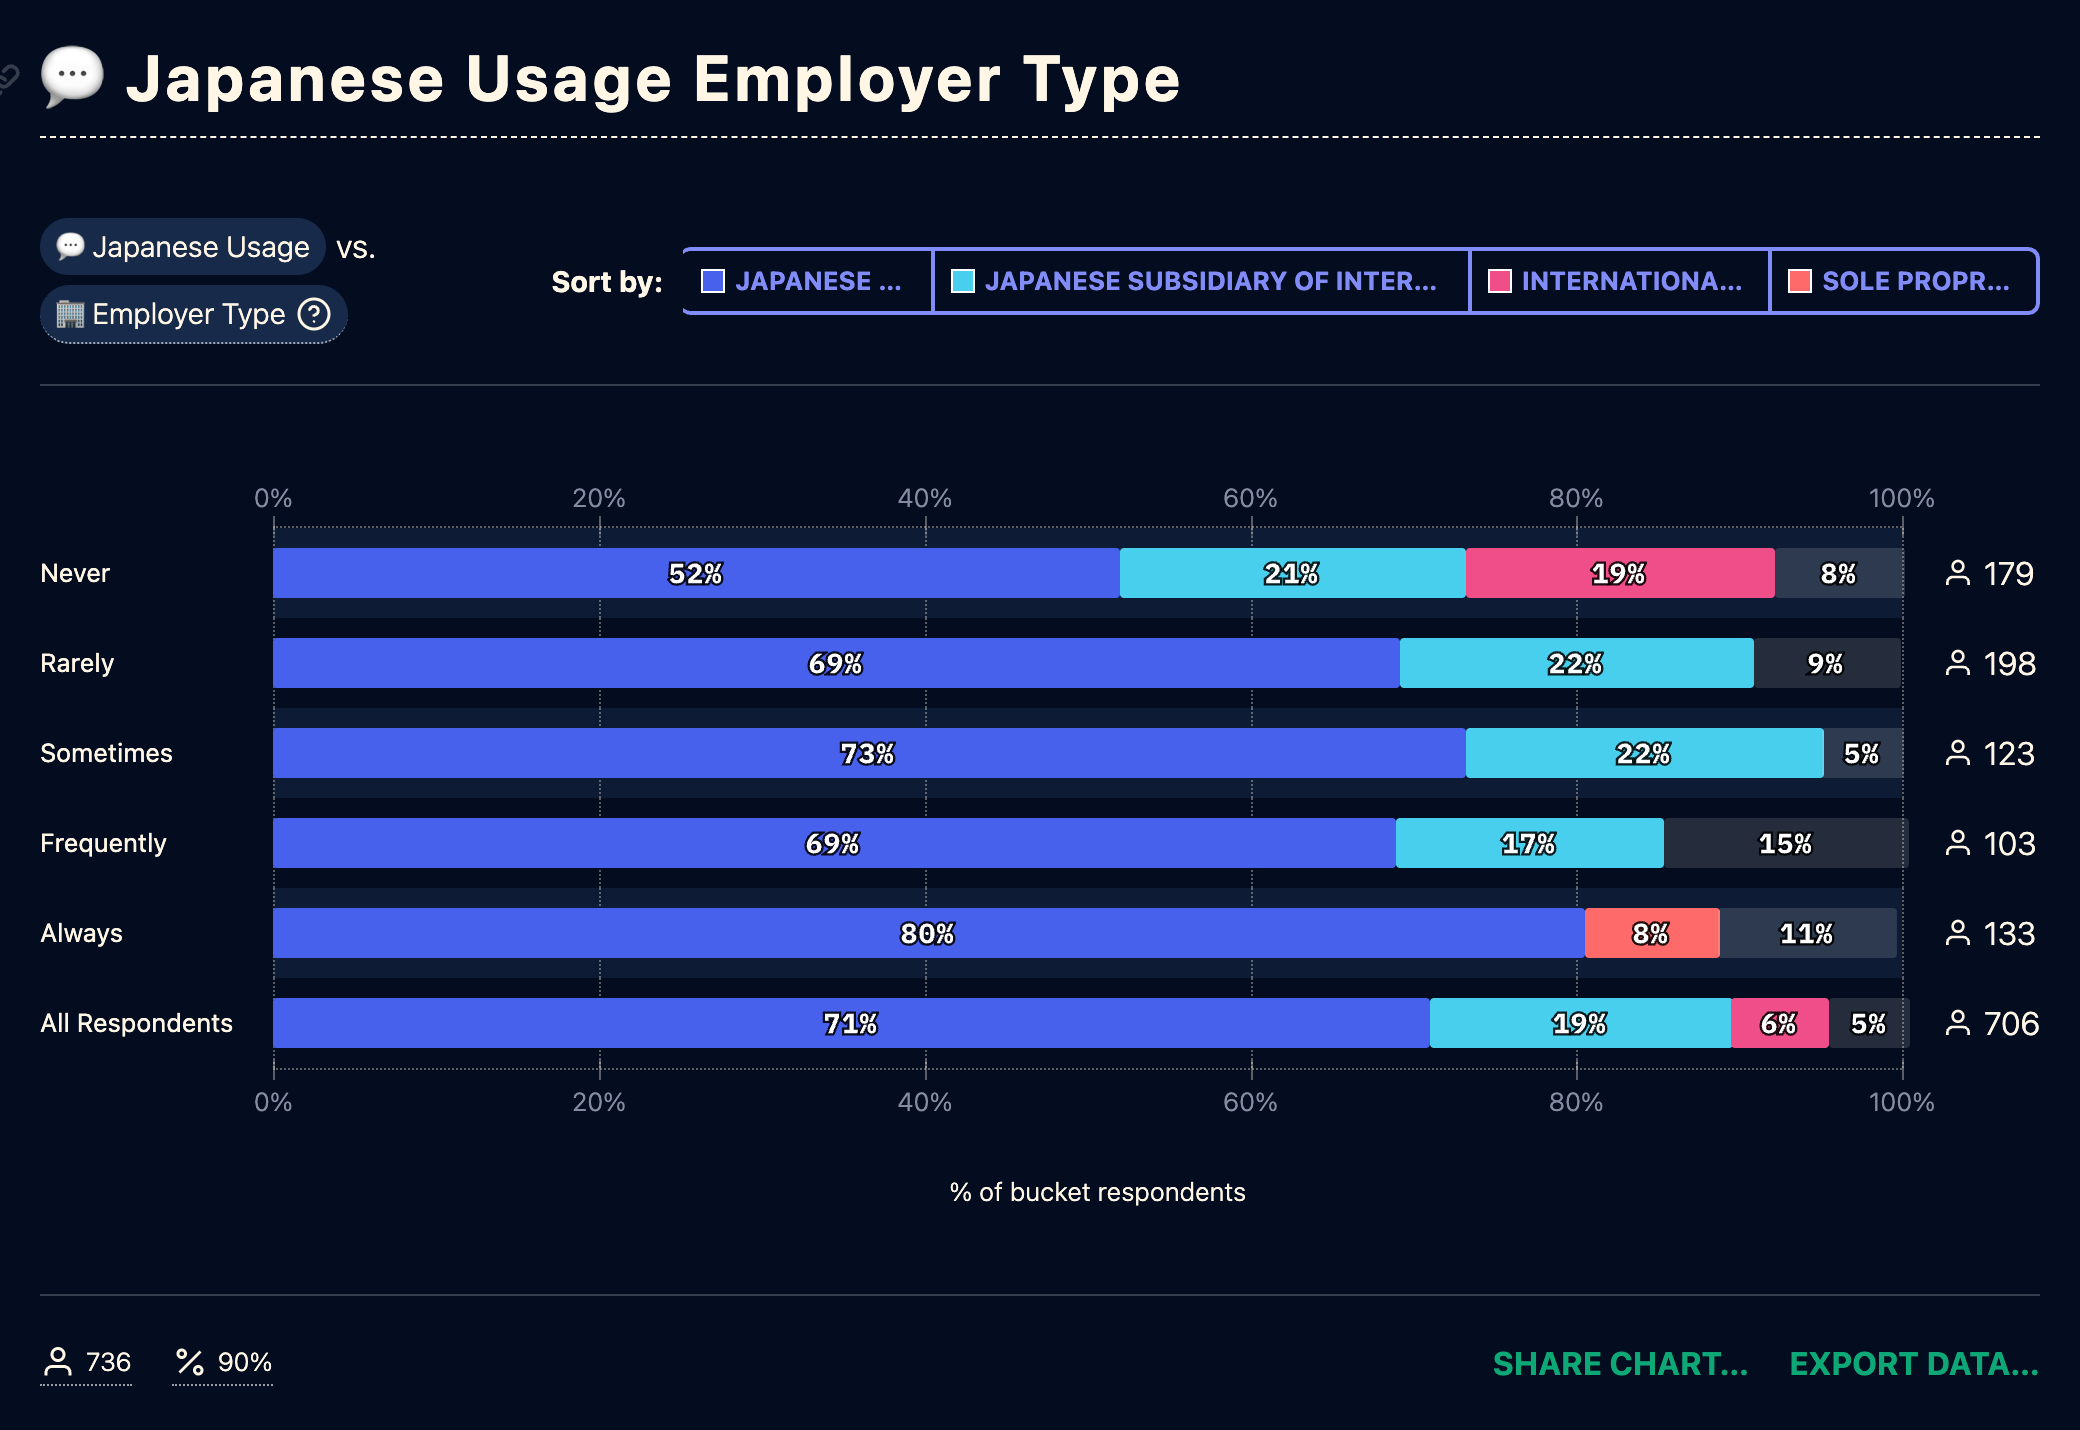 Japanese Usage Employer Type
Japanese Usage vs.
Employer Type ?
Sort by: JAPANESE ... JAPANESE SUBSIDIARY OF INTER... INTERNATIONA... SOLE PROPR...
0% 20% 40% 60% 80% 100%
Never 52% 21% 19% 8% 179
Rarely 69% 22% 9% 198
Sometimes 73% 22% 5% 123
Frequently 69% 17% 15% 103
Always 80% 8% 11% 133
All Respondents 71% 19% 6% 5% 706
0% 20% 40% 60% 80% 100%
% of bucket respondents
736 % 90% SHARE CHART... EXPORT DATA...